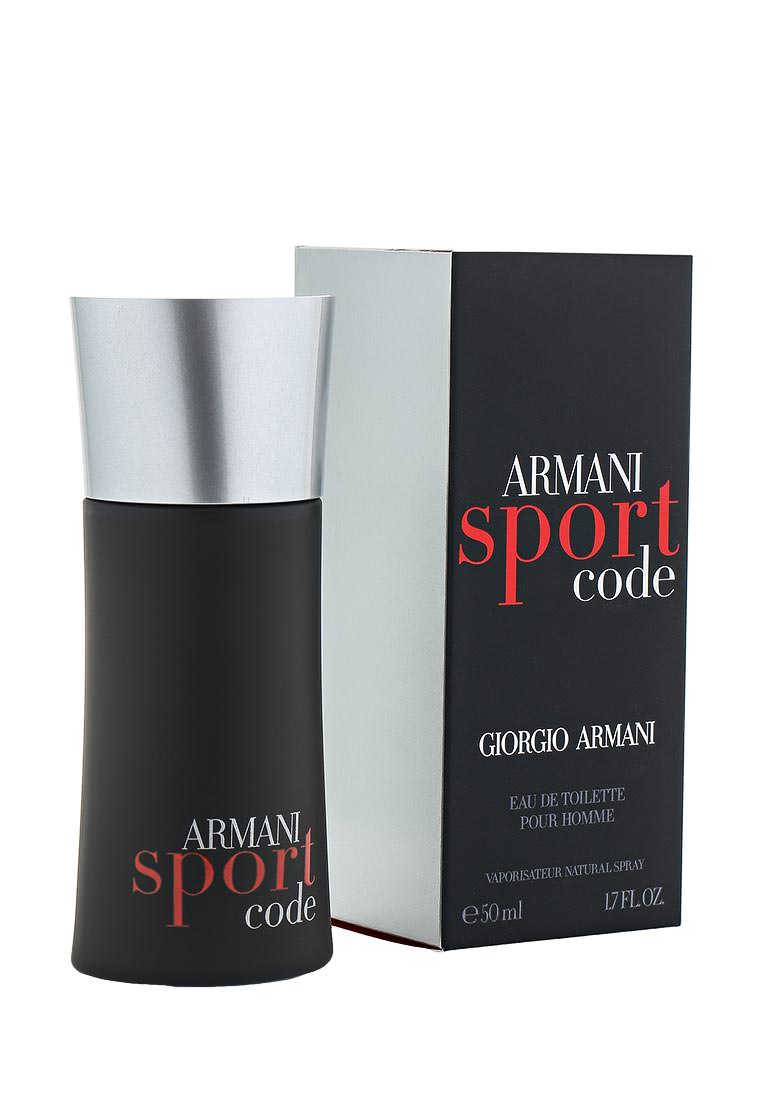 ARMANI
sport
code
ARMANI
sport
code
GIORGIO ARMANI
EAU DE TOILETTE
POUR HOMME
VAPORISATEUR NATURAL SPRAY
℮50 ml 1.7 FL. OZ.